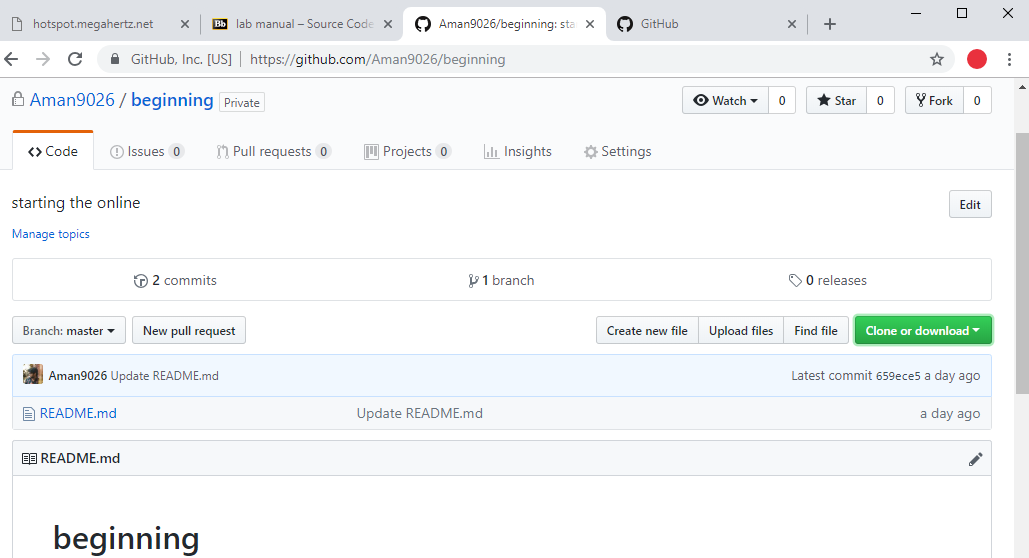 hotspot.megahertz.net
Bb lab manual – Source Code
Aman9026/beginning: sta
GitHub
GitHub, Inc. [US] | https://github.com/Aman9026/beginning
Aman9026 / beginning Private
Watch 0 Star 0 Fork 0
Code Issues 0 Pull requests 0 Projects 0 Insights Settings
starting the online Edit
Manage topics
2 commits 1 branch 0 releases
Branch: master New pull request Create new file Upload files Find file Clone or download
Aman9026 Update README.md Latest commit 659ece5 a day ago
README.md Update README.md a day ago
README.md
beginning